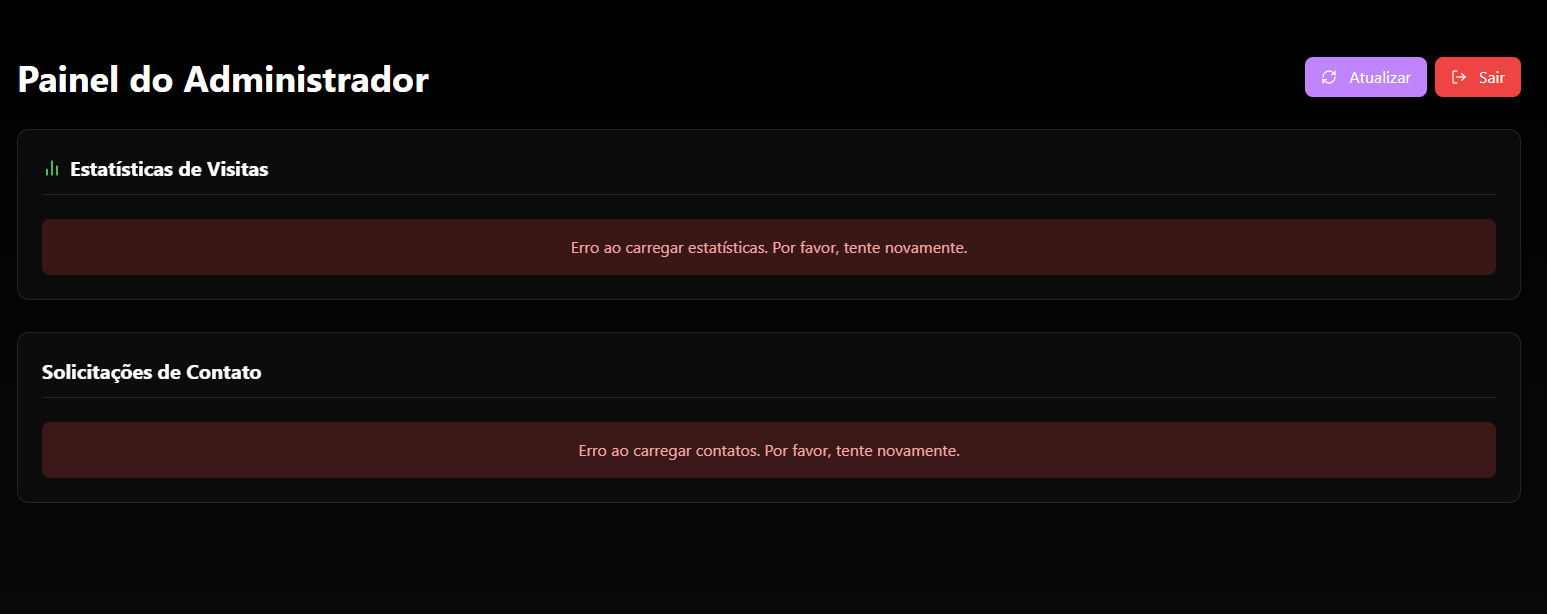 Painel do Administrador
Atualizar
Sair
Estatísticas de Visitas
Erro ao carregar estatísticas. Por favor, tente novamente.
Solicitações de Contato
Erro ao carregar contatos. Por favor, tente novamente.